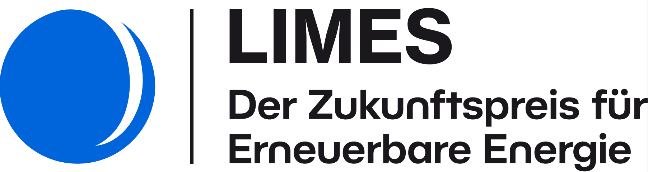 LIMES
Der Zukunftspreis für
Erneuerbare Energie